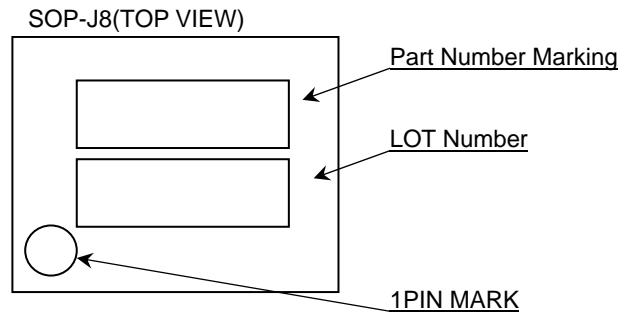 SOP-J8(TOP VIEW)
Part Number Marking
LOT Number
1PIN MARK